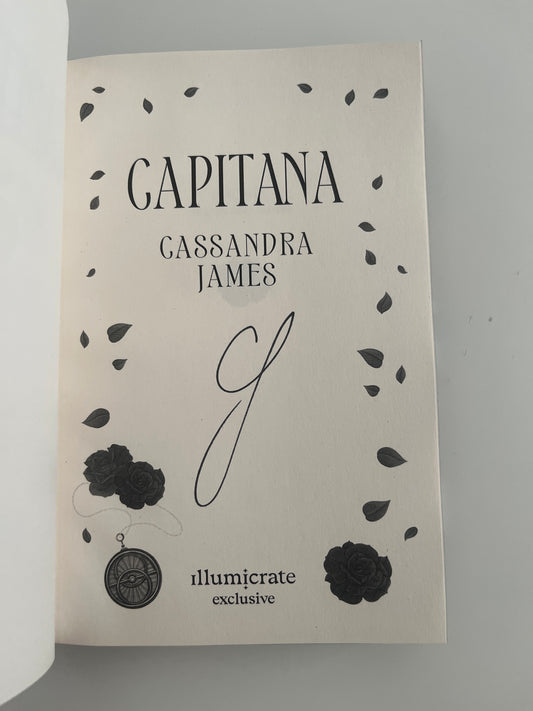 CAPITANA
CASSANDRA
JAMES
illumicrate
exclusive